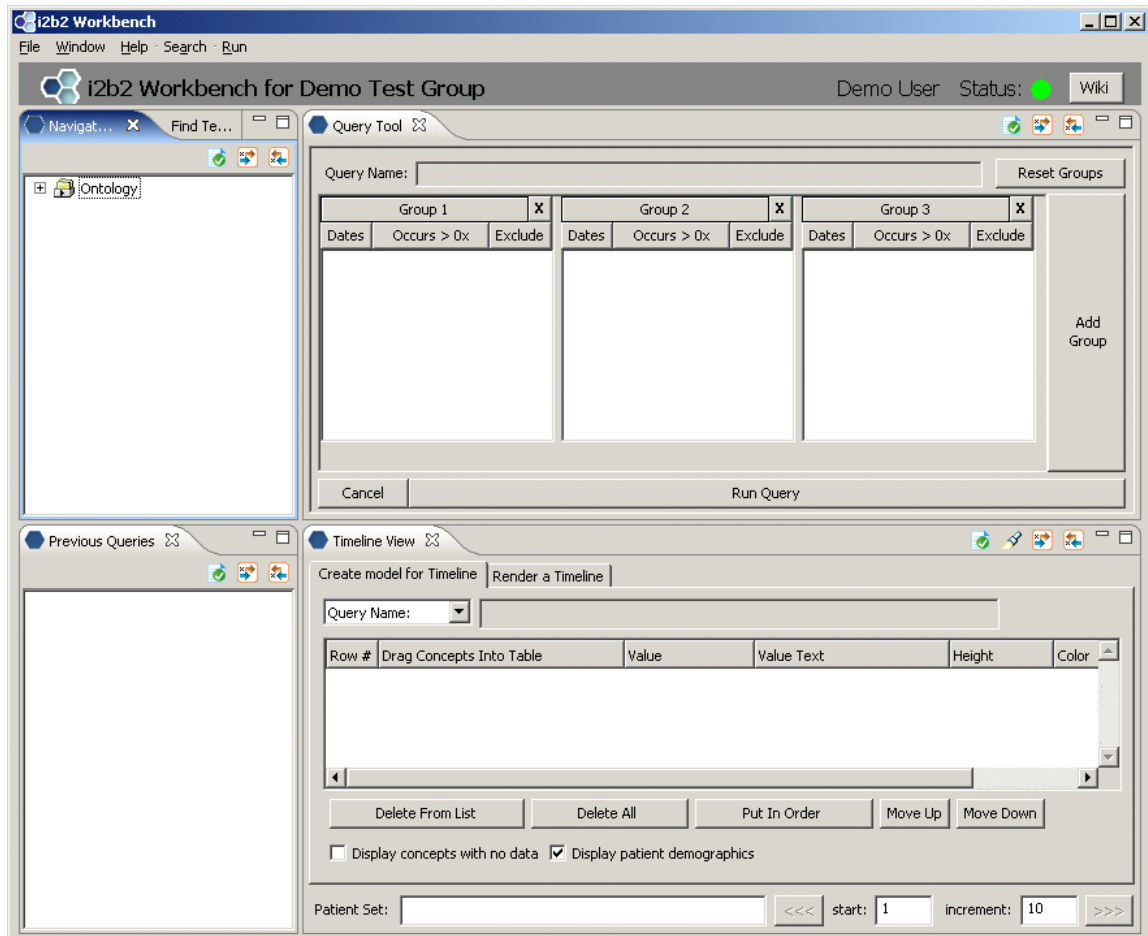 i2b2 Workbench
File Window Help Search Run
i2b2 Workbench for Demo Test Group
Demo User Status: Wiki
Navigat... Find Te...
Ontology
Query Tool
Query Name: Reset Groups
Group 1 X Group 2 X Group 3 X
Dates Occurs > 0x Exclude Dates Occurs > 0x Exclude Dates Occurs > 0x Exclude
Add
Group
Cancel Run Query
Previous Queries
Timeline View
Create model for Timeline Render a Timeline
Query Name:
Row # Drag Concepts Into Table Value Value Text Height Color
Delete From List Delete All Put In Order Move Up Move Down
Display concepts with no data Display patient demographics
Patient Set: <<< start: 1 increment: 10 >>>